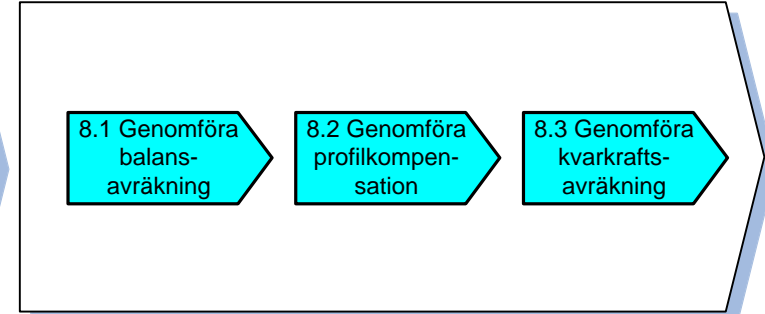 8.1 Genomföra
balans-
avräkning
8.2 Genomföra
profilkompen-
sation
8.3 Genomföra
kvarkrafts-
avräkning